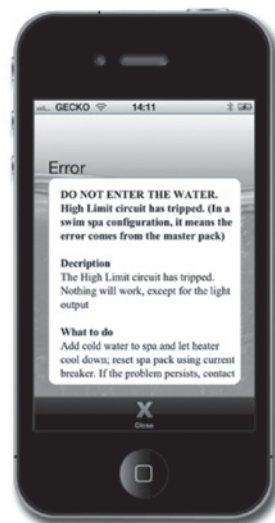 GECKO 14:11
Error
DO NOT ENTER THE WATER.
High Limit circuit has tripped. (In a
swim spa configuration, it means the
error comes from the master pack)
Decription
The High Limit circuit has tripped.
Nothing will work, except for the light
output
What to do
Add cold water to spa and let heater
cool down; reset spa pack using current
breaker. If the problem persists, contact
X
Close